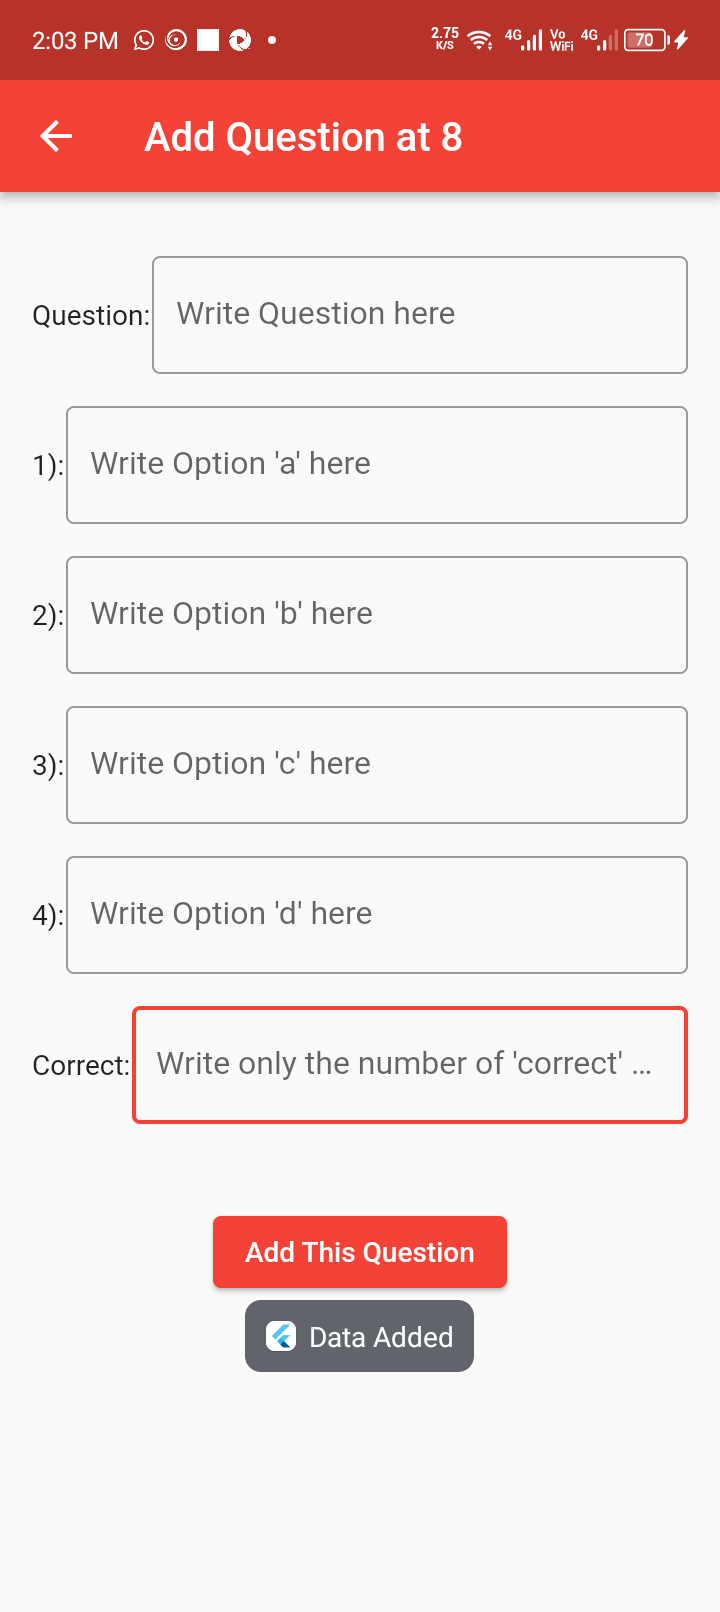 2:03 PM 2.75 K/S 4G Vo WiFi 4G 70
Add Question at 8
Question: Write Question here
1): Write Option 'a' here
2): Write Option 'b' here
3): Write Option 'c' here
4): Write Option 'd' here
Correct: Write only the number of 'correct' ...
Add This Question
Data Added